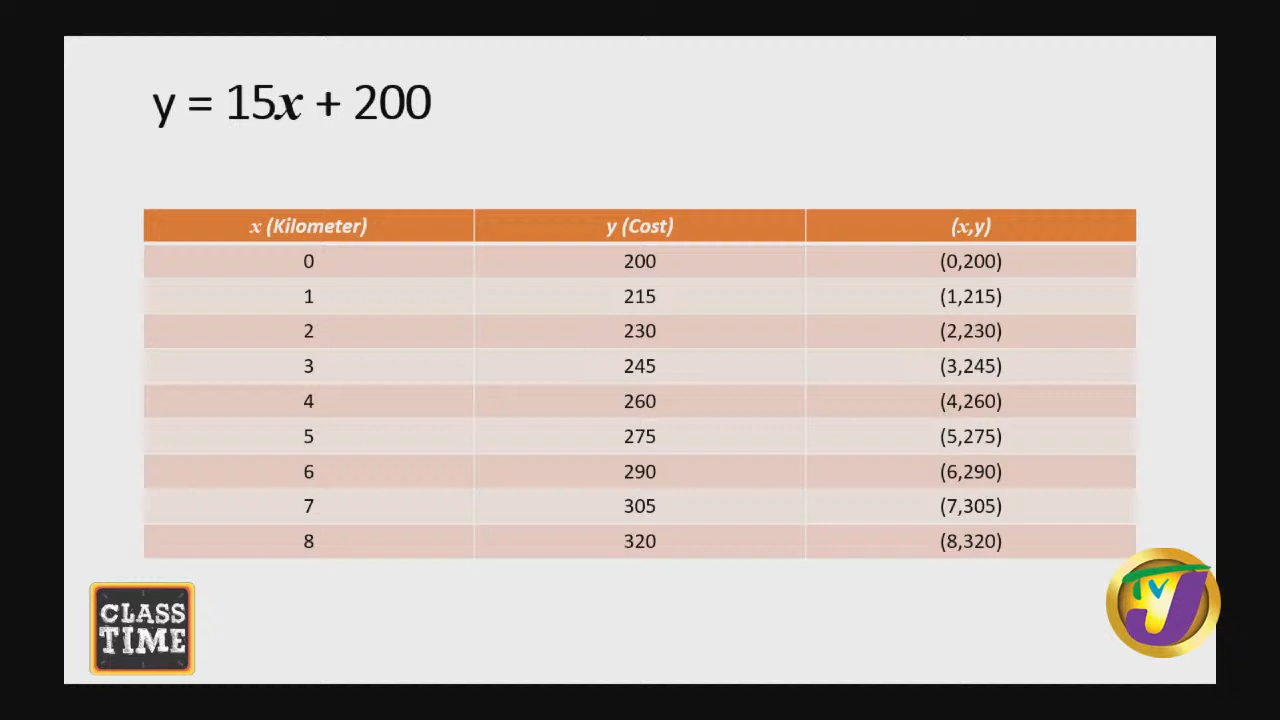 y = 15x + 200
x (Kilometer) y (Cost) (x,y)
0 200 (0,200)
1 215 (1,215)
2 230 (2,230)
3 245 (3,245)
4 260 (4,260)
5 275 (5,275)
6 290 (6,290)
7 305 (7,305)
8 320 (8,320)
CLASS
TIME
TVJ